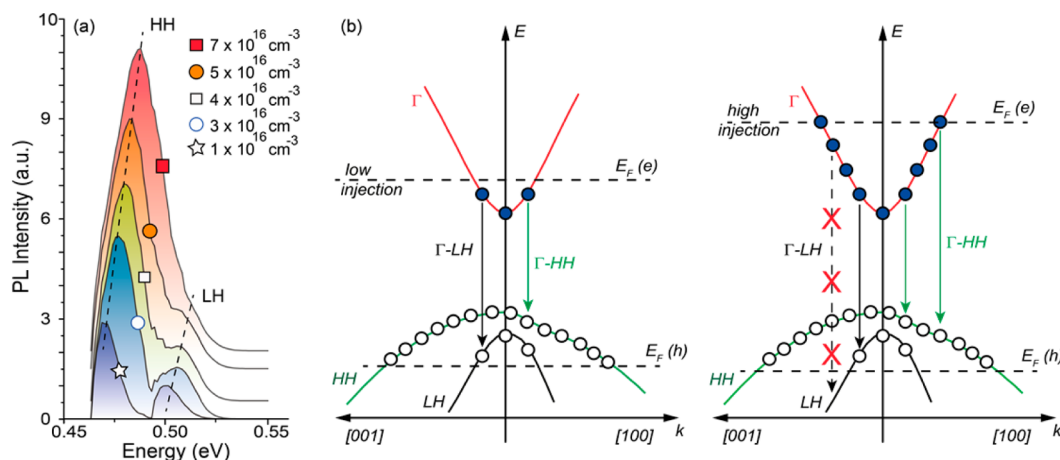 (a)
HH
7 x 10^16 cm^-3
5 x 10^16 cm^-3
4 x 10^16 cm^-3
3 x 10^16 cm^-3
1 x 10^16 cm^-3
LH
PL Intensity (a.u.)
10
9
6
3
0
0.45
0.50
0.55
Energy (eV)
(b)
E
Γ
E_F (e)
low
injection
Γ-LH
Γ-HH
E_F (h)
HH
LH
k
[001]
[100]
E
Γ
high
injection
E_F (e)
X
X
X
Γ-LH
Γ-HH
E_F (h)
HH
LH
k
[001]
[100]